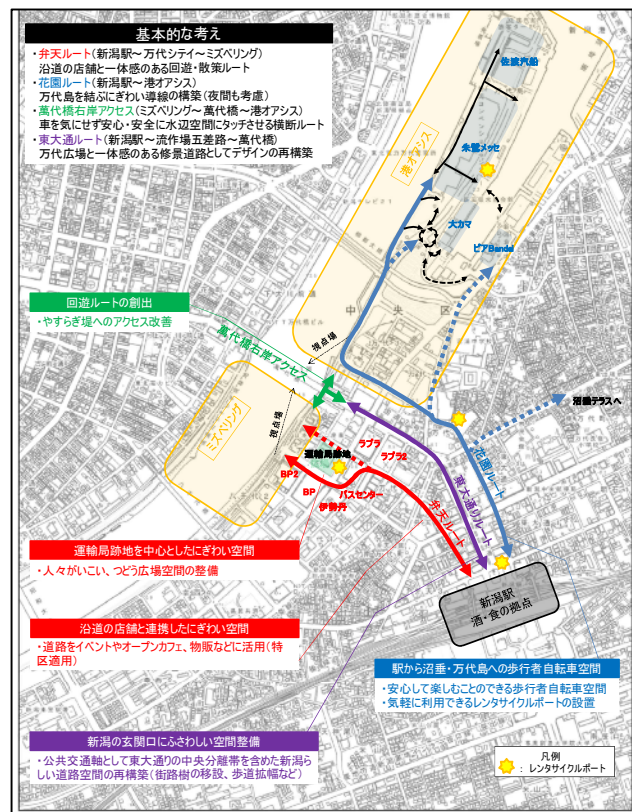 基本的な考え
・弁天ルート(新潟駅～万代シテイ～ミズベリング)
沿道の店舗と一体感のある回遊・散策ルート
・花園ルート(新潟駅～港オアシス)
万代島を結ぶにぎわい導線の構築(夜間も考慮)
・萬代橋右岸アクセス(ミズベリング～萬代橋～港オアシス)
車を気にせず安心・安全に水辺空間にタッチさせる横断ルート
・東大通ルート(新潟駅～流作場五差路～萬代橋)
万代広場と一体感のある修景道路としてデザインの再構築
佐渡汽船
朱鷺メッセ
港オアシス
大カマ
ピアBandai
中央区
回遊ルートの創出
・やすらぎ堤へのアクセス改善
萬代橋右岸アクセス
視点場
視点場
ミズベリング
沼垂テラスへ
ラブラ
運輸局跡地
ラブラ2
BP2
BP
バスセンター
伊勢丹
弁天ルート
東大通りルート
花園ルート
運輸局跡地を中心としたにぎわい空間
・人々がいこい、つどう広場空間の整備
新潟駅
酒・食の拠点
沿道の店舗と連携したにぎわい空間
・道路をイベントやオープンカフェ、物販などに活用(特
区適用)
駅から沼垂・万代島への歩行者自転車空間
・安心して楽しむことのできる歩行者自転車空間
・気軽に利用できるレンタサイクルポートの設置
新潟の玄関口にふさわしい空間整備
・公共交通軸として東大通りの中央分離帯を含めた新潟ら
しい道路空間の再構築(街路樹の移設、歩道拡幅など)
凡例
：レンタサイクルポート